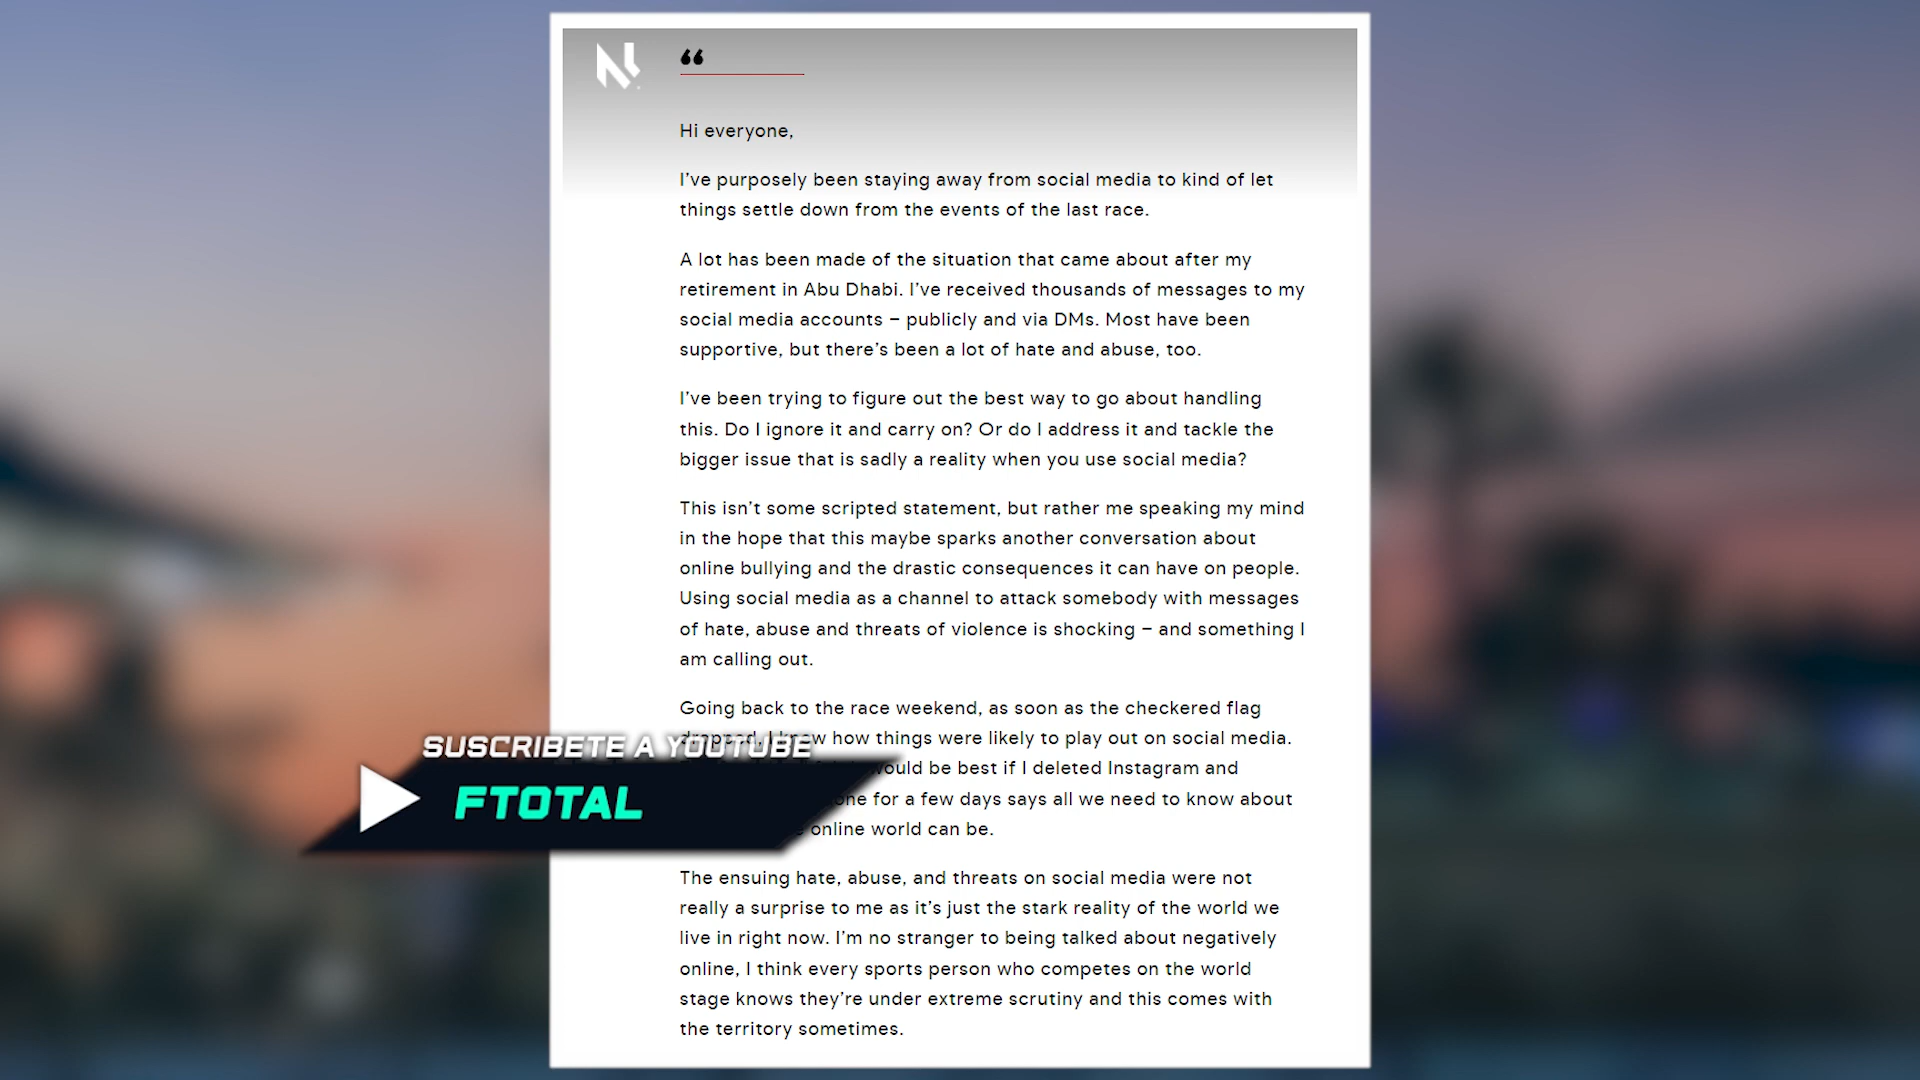 “
Hi everyone,
I’ve purposely been staying away from social media to kind of let
things settle down from the events of the last race.
A lot has been made of the situation that came about after my
retirement in Abu Dhabi. I’ve received thousands of messages to my
social media accounts – publicly and via DMs. Most have been
supportive, but there’s been a lot of hate and abuse, too.
I’ve been trying to figure out the best way to go about handling
this. Do I ignore it and carry on? Or do I address it and tackle the
bigger issue that is sadly a reality when you use social media?
This isn’t some scripted statement, but rather me speaking my mind
in the hope that this maybe sparks another conversation about
online bullying and the drastic consequences it can have on people.
Using social media as a channel to attack somebody with messages
of hate, abuse and threats of violence is shocking – and something I
am calling out.
Going back to the race weekend, as soon as the checkered flag
dropped, I knew how things were likely to play out on social media.
would be best if I deleted Instagram and
for a few days says all we need to know about
online world can be.
The ensuing hate, abuse, and threats on social media were not
really a surprise to me as it’s just the stark reality of the world we
live in right now. I’m no stranger to being talked about negatively
online, I think every sports person who competes on the world
stage knows they’re under extreme scrutiny and this comes with
the territory sometimes.
SUSCRIBETE A YOUTUBE
FTOTAL